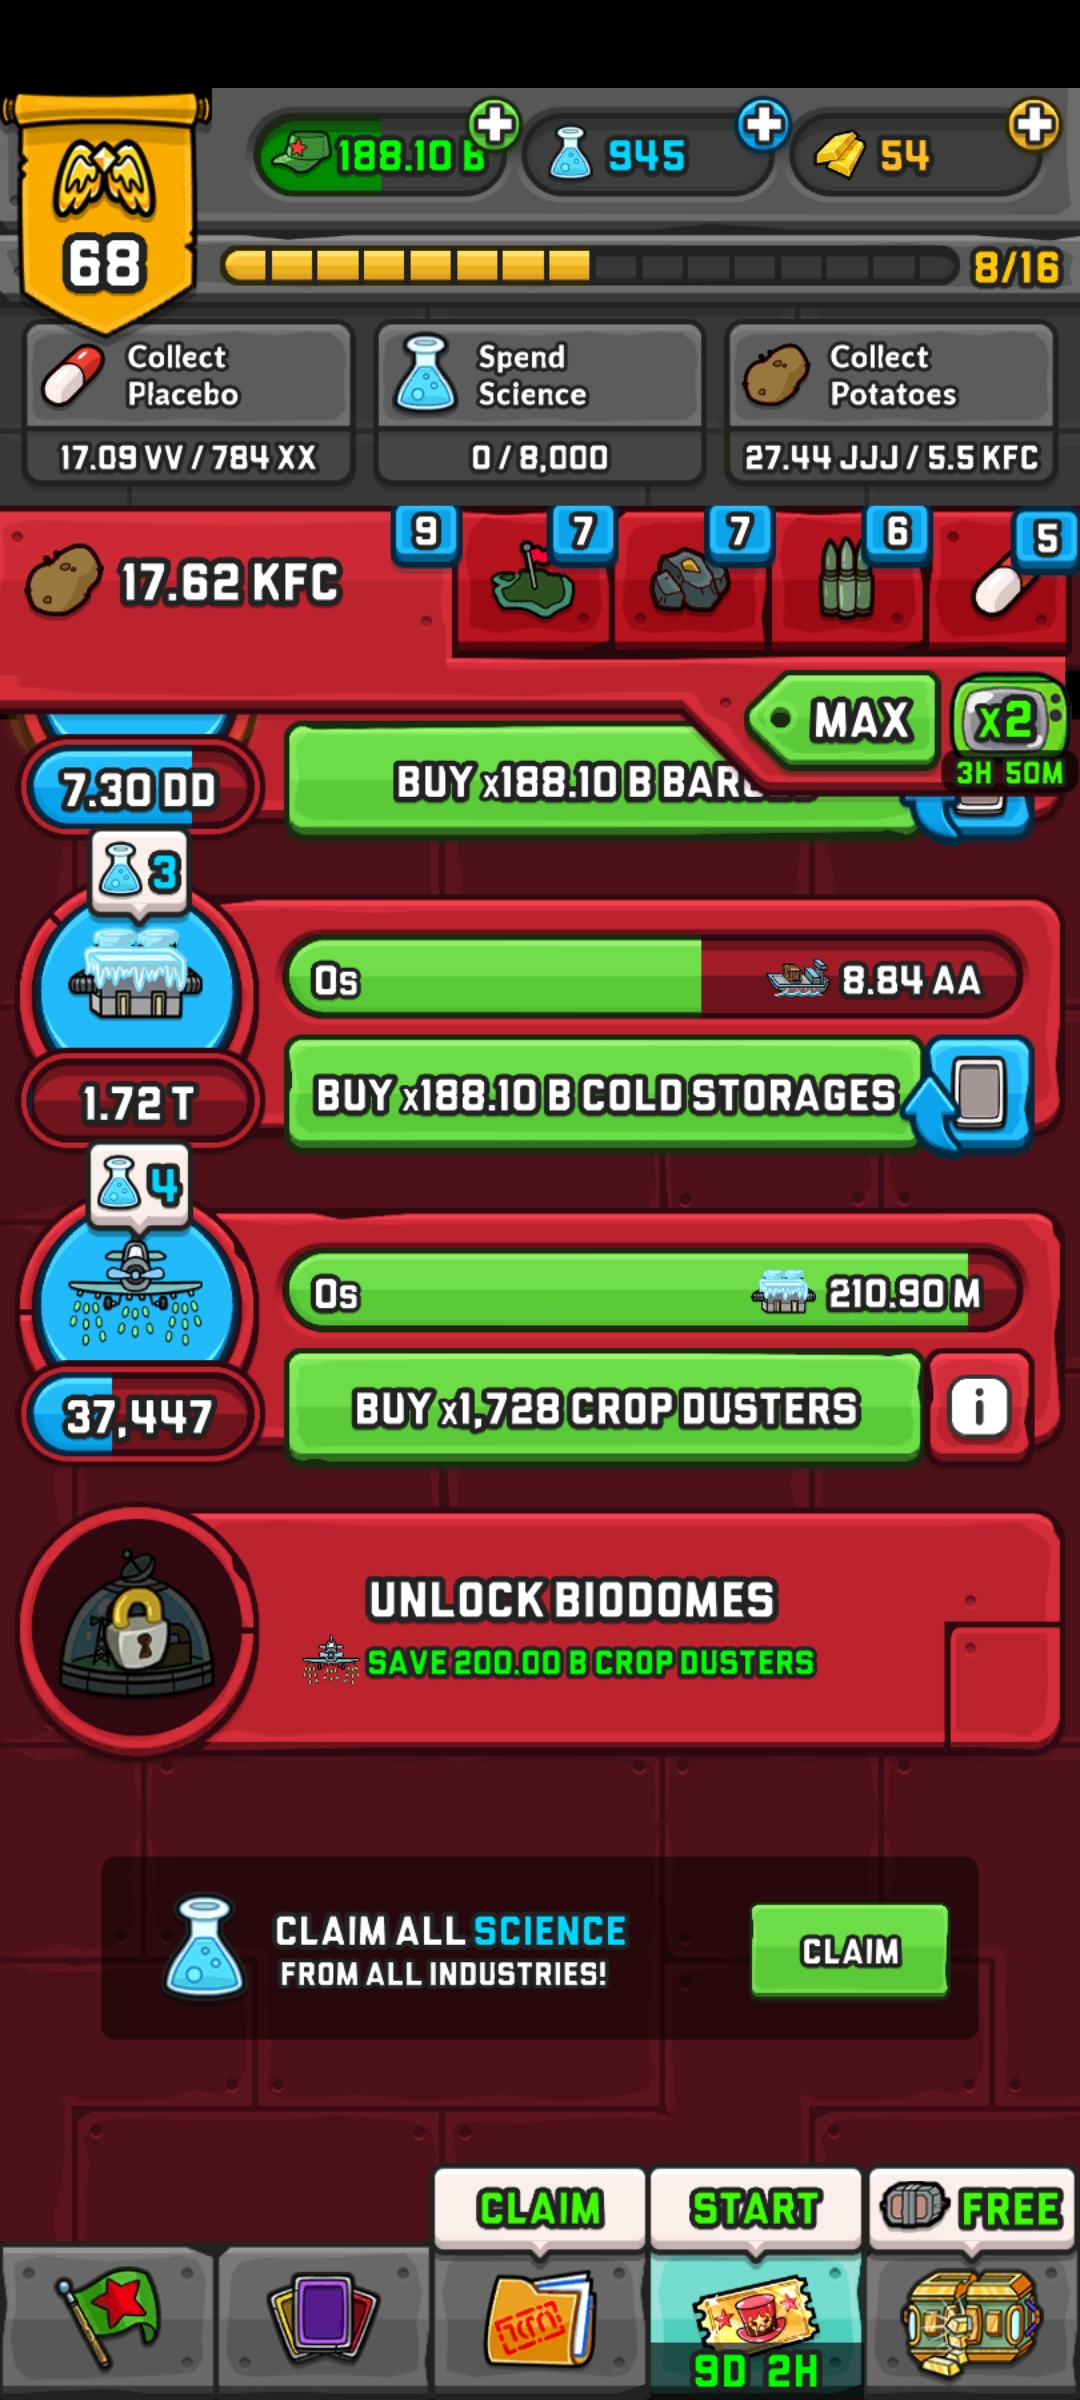 188.10 B
945
54
68
8/16
Collect
Placebo
17.09 VV / 784 XX
Spend
Science
0 / 8,000
Collect
Potatoes
27.44 JJJ / 5.5 KFC
17.62 KFC
9
7
7
6
5
MAX
x2
3H 50M
7.30 DD
BUY x188.10 B
3
0s
8.84 AA
1.72 T
BUY x188.10 B COLD STORAGES
4
0s
210.90 M
37,447
BUY x1,728 CROP DUSTERS
i
UNLOCK BIODOMES
SAVE 200.00 B CROP DUSTERS
CLAIM ALL SCIENCE
FROM ALL INDUSTRIES!
CLAIM
CLAIM
START
FREE
9D 2H